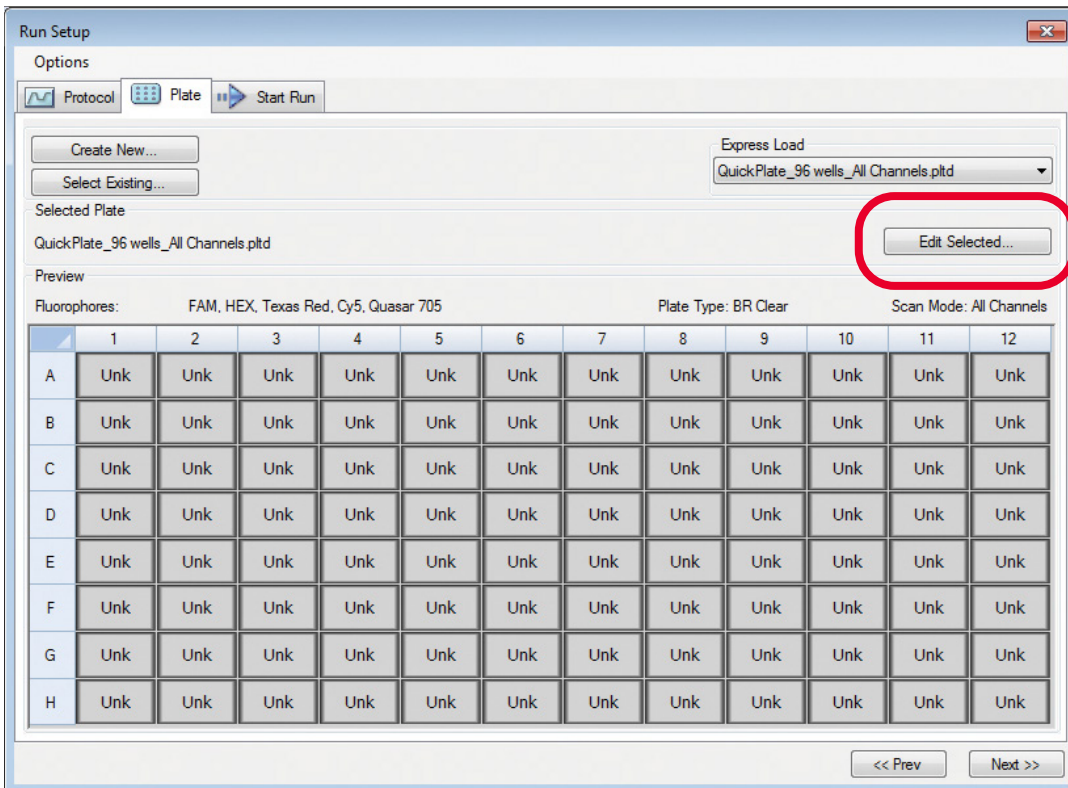 Run Setup
Options
Protocol Plate Start Run
Create New...
Express Load
QuickPlate_96 wells_All Channels.pltd
Select Existing...
Selected Plate
QuickPlate_96 wells_All Channels.pltd
Edit Selected...
Preview
Fluorophores: FAM, HEX, Texas Red, Cy5, Quasar 705 Plate Type: BR Clear Scan Mode: All Channels
1 2 3 4 5 6 7 8 9 10 11 12
A Unk Unk Unk Unk Unk Unk Unk Unk Unk Unk Unk Unk
B Unk Unk Unk Unk Unk Unk Unk Unk Unk Unk Unk Unk
C Unk Unk Unk Unk Unk Unk Unk Unk Unk Unk Unk Unk
D Unk Unk Unk Unk Unk Unk Unk Unk Unk Unk Unk Unk
E Unk Unk Unk Unk Unk Unk Unk Unk Unk Unk Unk Unk
F Unk Unk Unk Unk Unk Unk Unk Unk Unk Unk Unk Unk
G Unk Unk Unk Unk Unk Unk Unk Unk Unk Unk Unk Unk
H Unk Unk Unk Unk Unk Unk Unk Unk Unk Unk Unk Unk
<< Prev Next >>